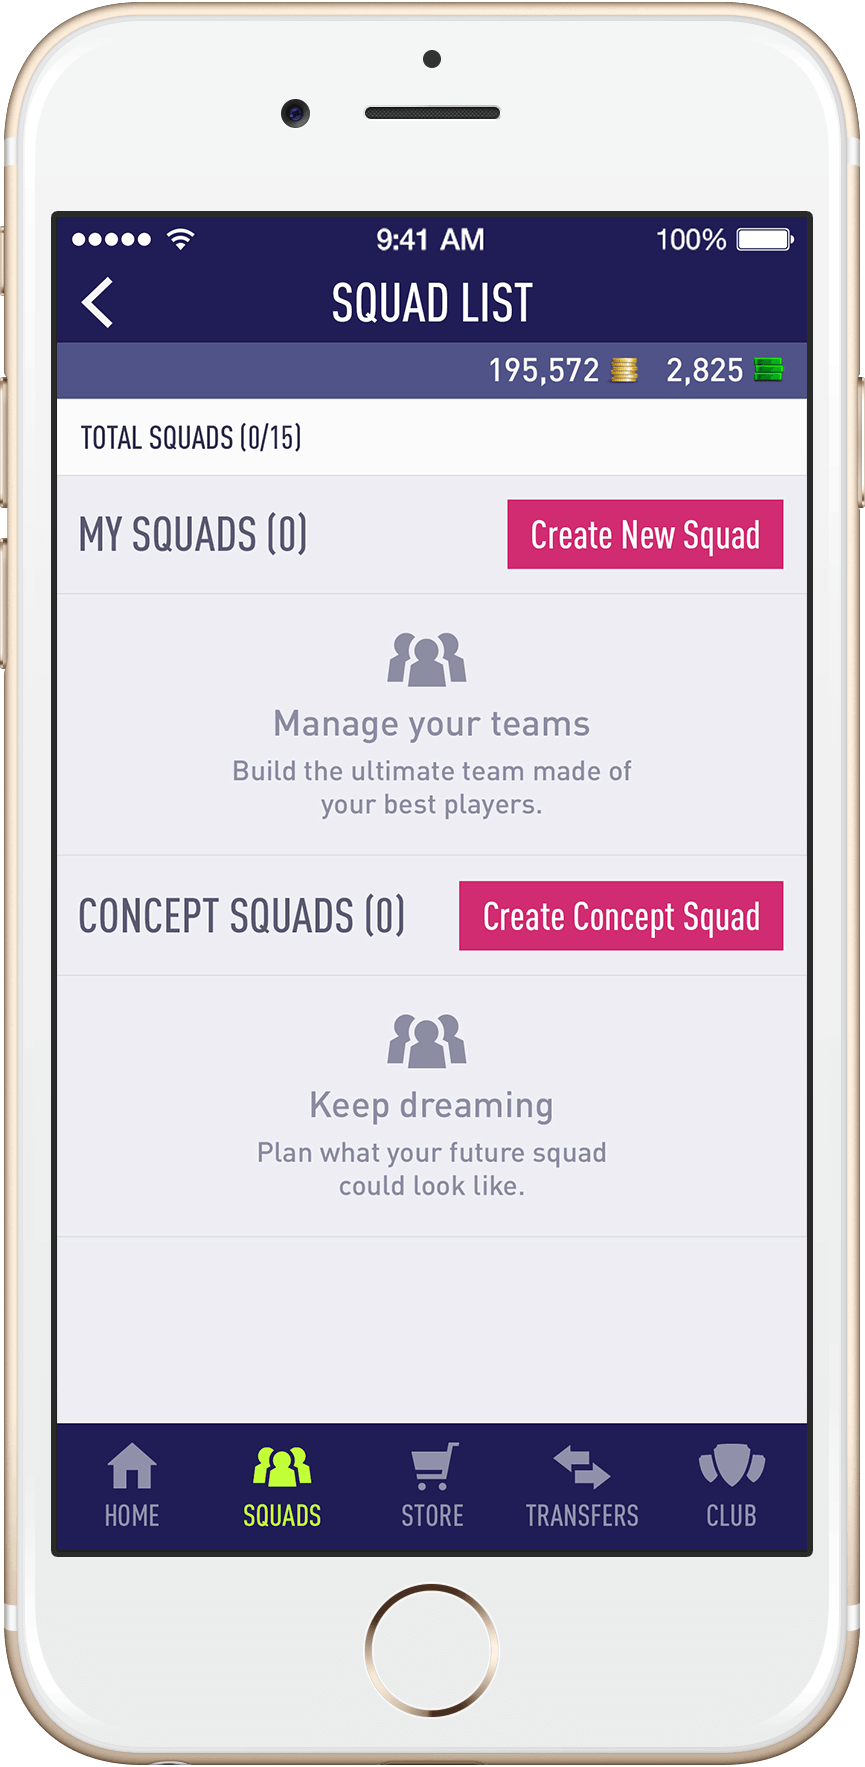 9:41 AM 100%
SQUAD LIST
195,572 2,825
TOTAL SQUADS (0/15)
MY SQUADS (0) Create New Squad
Manage your teams
Build the ultimate team made of
your best players.
CONCEPT SQUADS (0) Create Concept Squad
Keep dreaming
Plan what your future squad
could look like.
HOME SQUADS STORE TRANSFERS CLUB